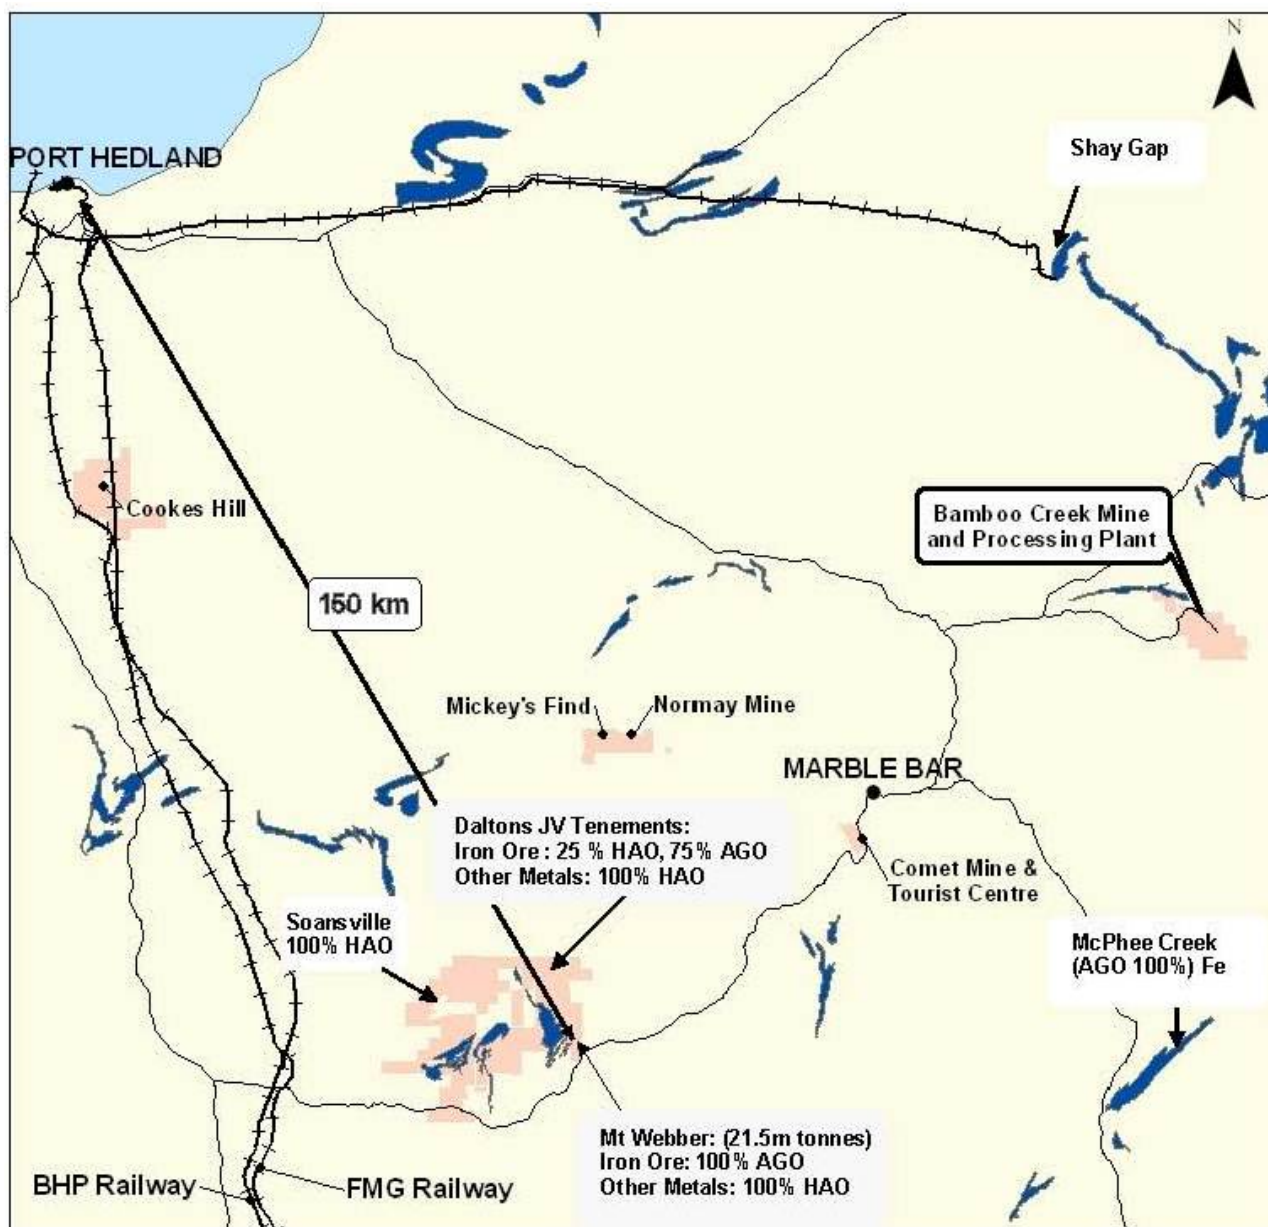 N
PORT HEDLAND
Shay Gap
Cookes Hill
Bamboo Creek Mine
and Processing Plant
150 km
Mickey's Find
Normay Mine
MARBLE BAR
Daltons JV Tenements:
Iron Ore : 25 % HAO, 75% AGO
Other Metals: 100% HAO
Comet Mine &
Tourist Centre
Soansville
100% HAO
McPhee Creek
(AGO 100%) Fe
Mt Webber: (21.5m tonnes)
Iron Ore: 100% AGO
Other Metals: 100% HAO
BHP Railway
FMG Railway